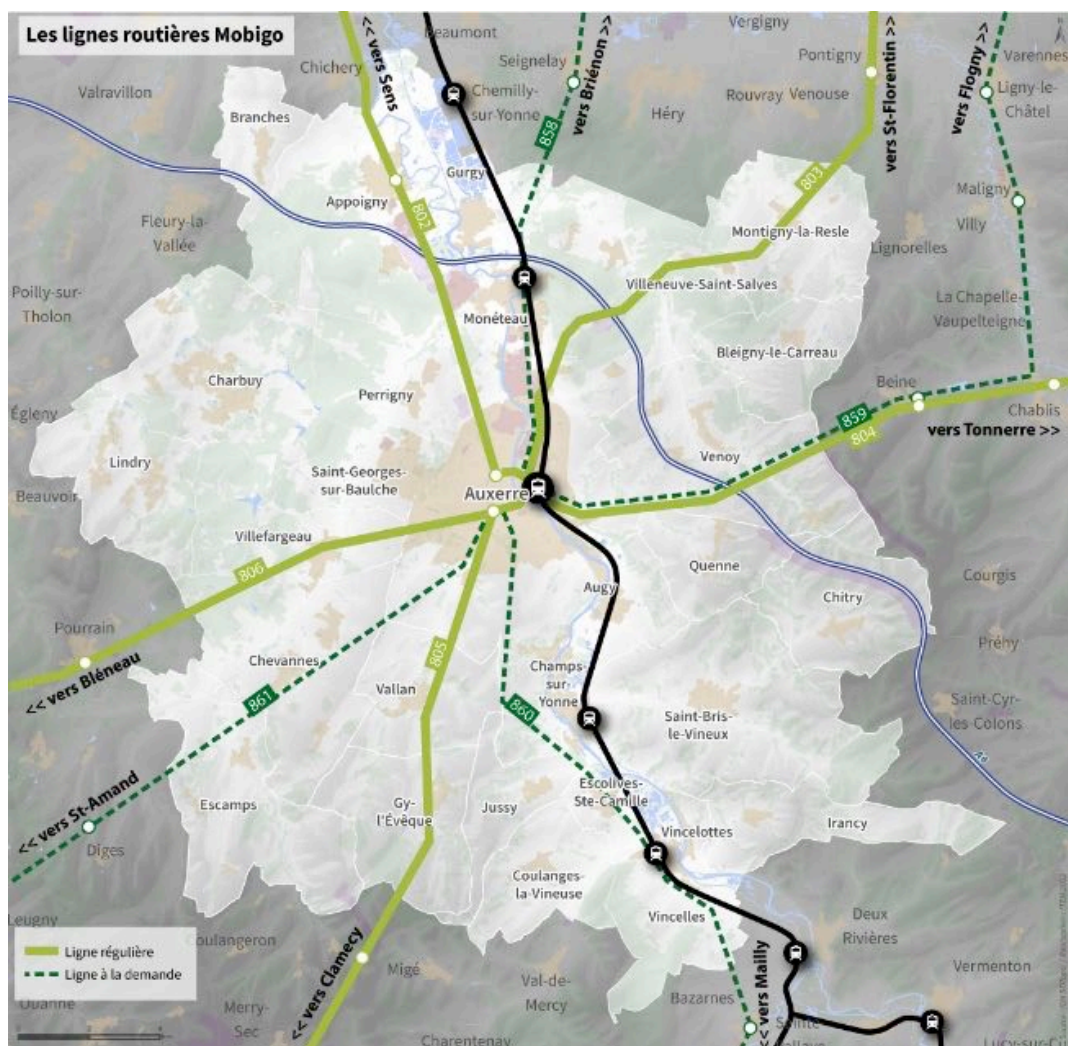 Les lignes routières Mobigo
<< vers Sens
Beaumont
Vergigny
Pontigny
vers St-Florentin >>
vers Flogny >>
Varennes
Chichery
Seignelay
vers Briénon >>
Valravillon
Chemilly-
sur-Yonne
Rouvray
Venouse
Ligny-le-
Châtel
Branches
Héry
858
Gurgy
803
Maligny
Appoigny
802
Fleury-la-
Vallée
Montigny-la-Resle
Villy
Lignorelles
Poilly-sur-
Tholon
Villeneuve-Saint-Salves
La Chapelle-
Vaupelteigne
Monéteau
Bleigny-le-Carreau
Charbuy
Perrigny
Beine
Égleny
859
Chablis
804
vers Tonnerre >>
Lindry
Saint-Georges-
sur-Baulche
Venoy
Beauvoir
Auxerre
Villefargeau
806
Quenne
Courgis
Augy
Chitry
Pourrain
Préhy
<< vers Bléneau
Chevannes
805
Champs-
sur-
Yonne
861
Vallan
860
Saint-Bris-
le-Vineux
Saint-Cyr-
les-Colons
A6
<< vers St-Amand
Escamps
Gy-
l'Évêque
Jussy
Escolives-
Ste-Camille
Irancy
Vincelottes
Diges
Coulanges-
la-Vineuse
Leugny
Vincelles
Deux
Rivières
Coulangeron
Ligne régulière
Ligne à la demande
<< vers Clamecy
Migé
Val-de-
Mercy
Bazarnes
<< vers Mailly
Vermenton
Ouanne
Merry-
Sec
Charentenay